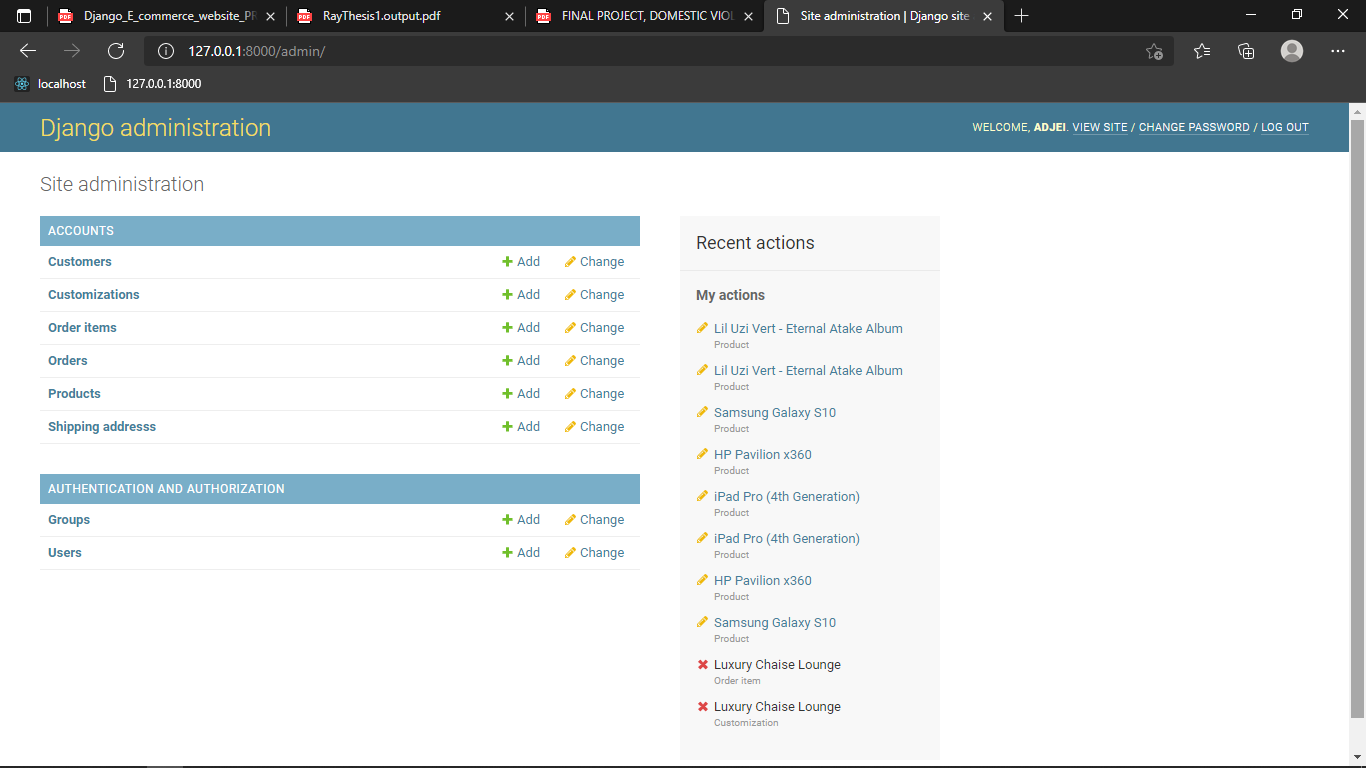 Django_E_commerce_website_PR
RayThesis1.output.pdf
FINAL PROJECT, DOMESTIC VIOL
Site administration | Django site
127.0.0.1:8000/admin/
localhost
127.0.0.1:8000
Django administration
WELCOME, ADJEI. VIEW SITE / CHANGE PASSWORD / LOG OUT
Site administration
ACCOUNTS
Customers Add Change
Customizations Add Change
Order items Add Change
Orders Add Change
Products Add Change
Shipping addresss Add Change
AUTHENTICATION AND AUTHORIZATION
Groups Add Change
Users Add Change
Recent actions
My actions
Lil Uzi Vert - Eternal Atake Album
Product
Lil Uzi Vert - Eternal Atake Album
Product
Samsung Galaxy S10
Product
HP Pavilion x360
Product
iPad Pro (4th Generation)
Product
iPad Pro (4th Generation)
Product
HP Pavilion x360
Product
Samsung Galaxy S10
Product
Luxury Chaise Lounge
Order item
Luxury Chaise Lounge
Customization